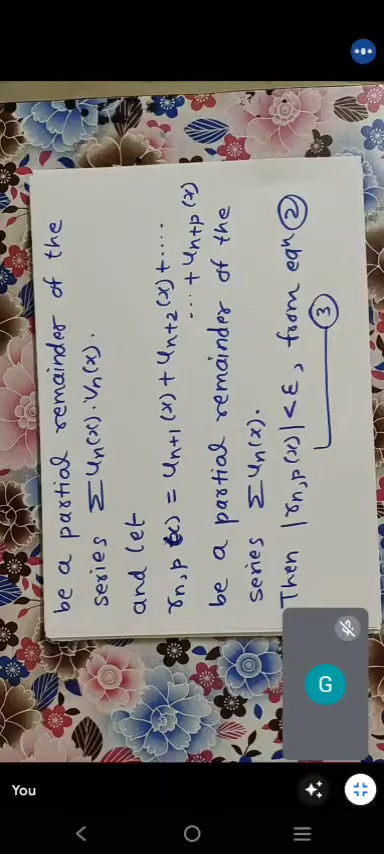 be a partial remainder of the
series Σ un(x). vn(x).
and let
rn,p (x) = un+1 (x) + un+2 (x) + ....
... + un+p (x)
be a partial remainder of the
series Σ un(x).
Then |rn,p (x)| < ε, from eqn ②
③
G
You